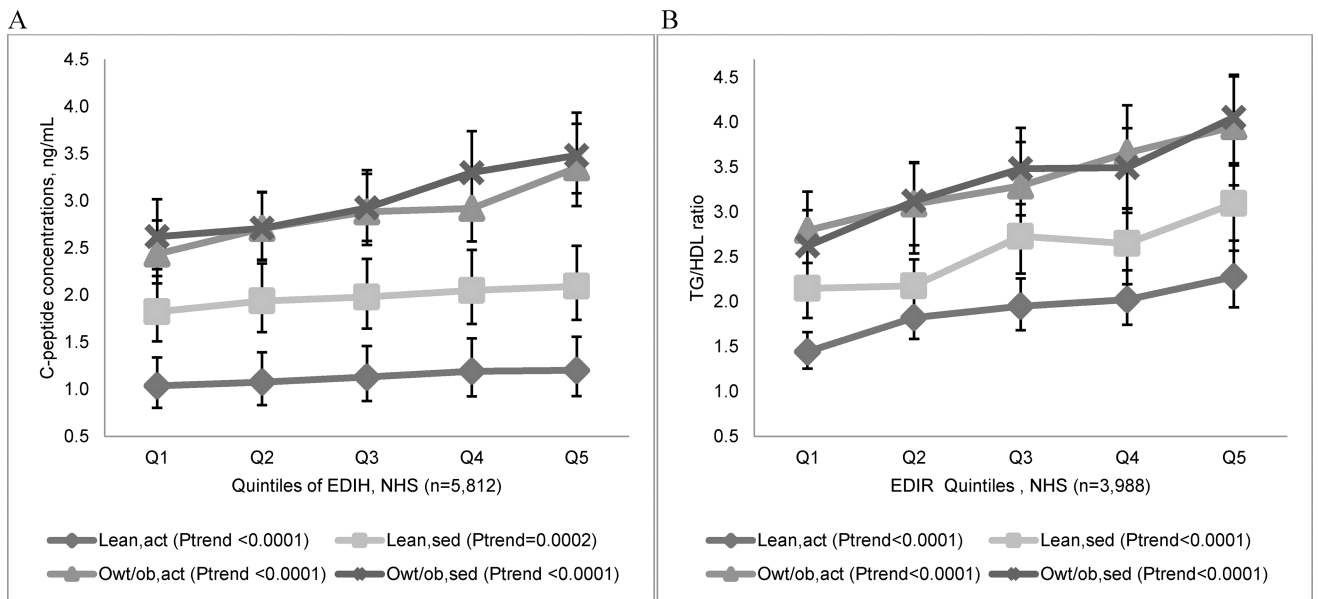 A
C-peptide concentrations, ng/mL
4.5
4.0
3.5
3.0
2.5
2.0
1.5
1.0
0.5
Q1 Q2 Q3 Q4 Q5
Quintiles of EDIH, NHS (n=5,812)
Lean,act (Ptrend <0.0001) Lean,sed (Ptrend=0.0002)
Owt/ob,act (Ptrend <0.0001) Owt/ob,sed (Ptrend <0.0001)
B
TG/HDL ratio
4.5
4.0
3.5
3.0
2.5
2.0
1.5
1.0
0.5
Q1 Q2 Q3 Q4 Q5
EDIR Quintiles , NHS (n=3,988)
Lean,act (Ptrend<0.0001) Lean,sed (Ptrend<0.0001)
Owt/ob,act (Ptrend<0.0001) Owt/ob,sed (Ptrend<0.0001)